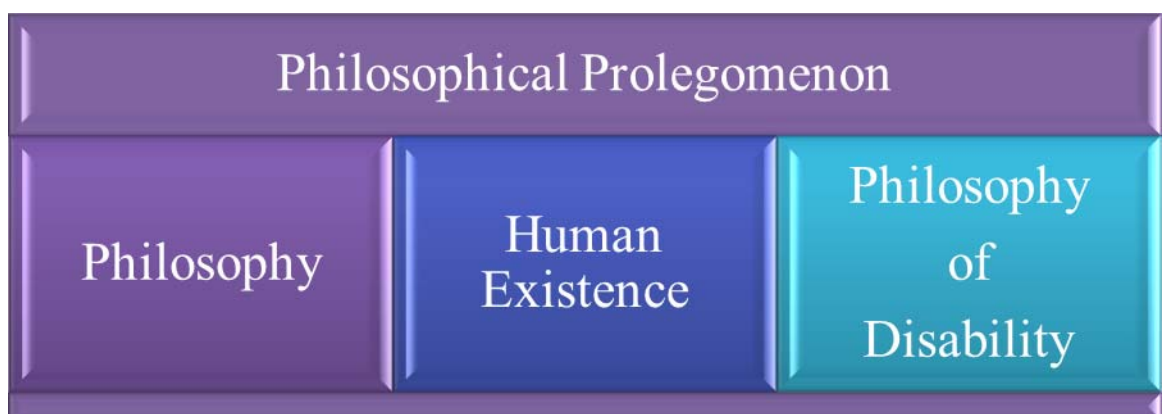 Philosophical Prolegomenon
Philosophy
Human
Existence
Philosophy
of
Disability